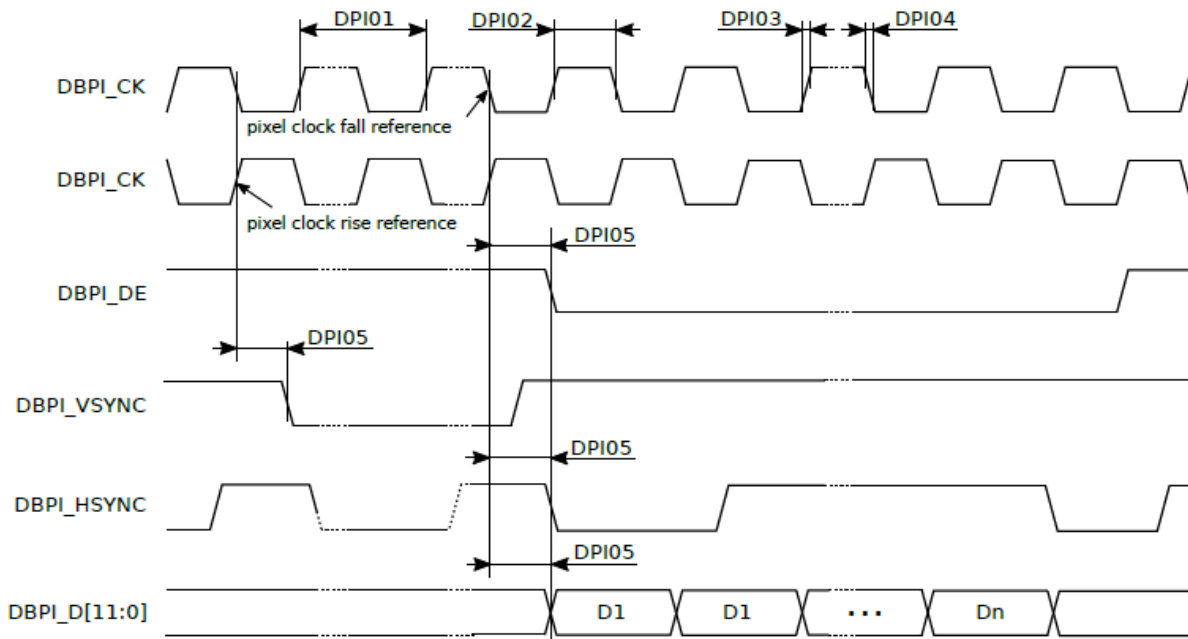 DPI01
DPI02
DPI03
DPI04
DBPI_CK
pixel clock fall reference
DBPI_CK
pixel clock rise reference
DPI05
DBPI_DE
DPI05
DBPI_VSYNC
DPI05
DBPI_HSYNC
DPI05
DBPI_D[11:0]
D1
D1
···
Dn